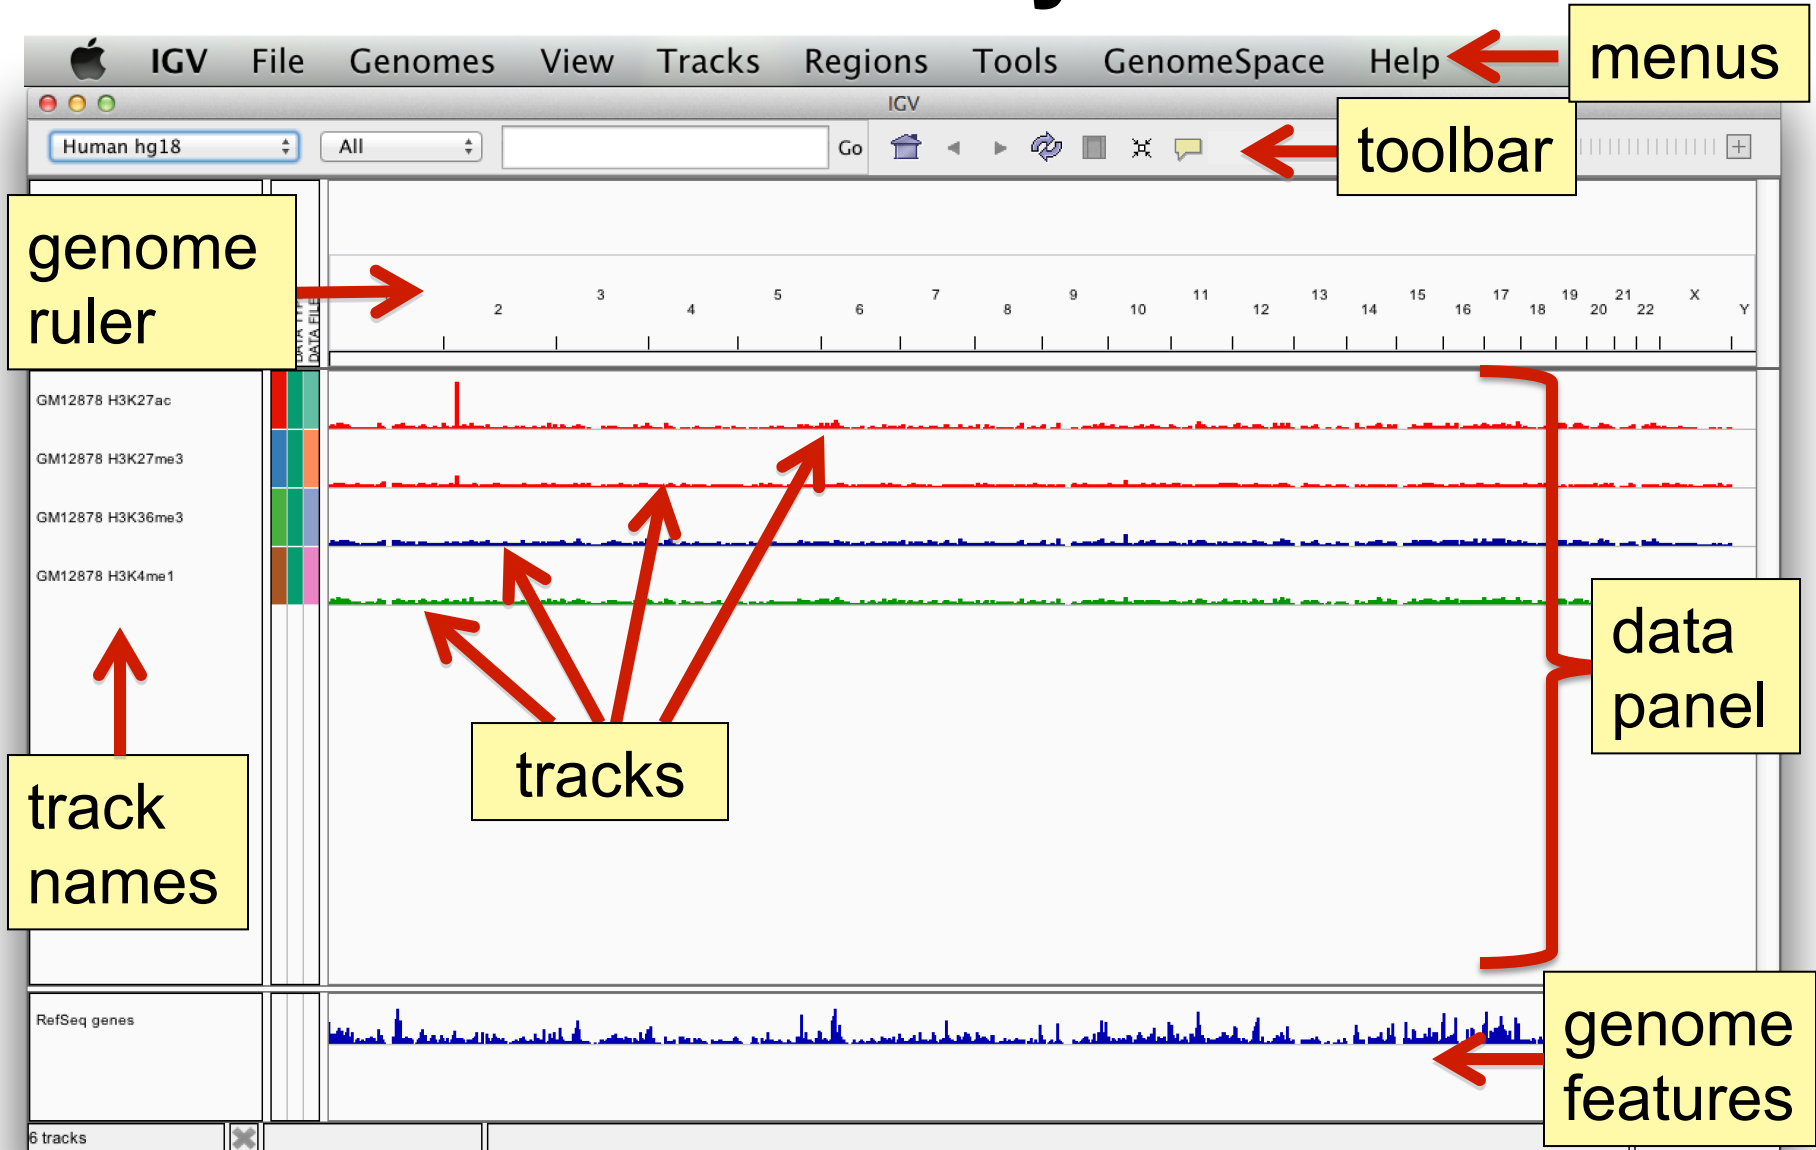 IGV File Genomes View Tracks Regions Tools GenomeSpace Help
menus
IGV
Human hg18 All Go
toolbar
genome
ruler
DATA FILE
1 3 5 7 9 11 13 15 17 19 21 X
2 4 6 8 10 12 14 16 18 20 22 Y
GM12878 H3K27ac
GM12878 H3K27me3
GM12878 H3K36me3
GM12878 H3K4me1
data
panel
tracks
track
names
RefSeq genes
genome
features
6 tracks